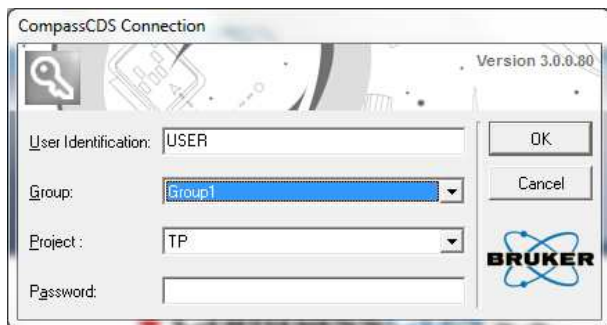 CompassCDS Connection
Version 3.0.0.80
User Identification: USER OK
Group: Group1 Cancel
Project : TP
BRUKER
Password: